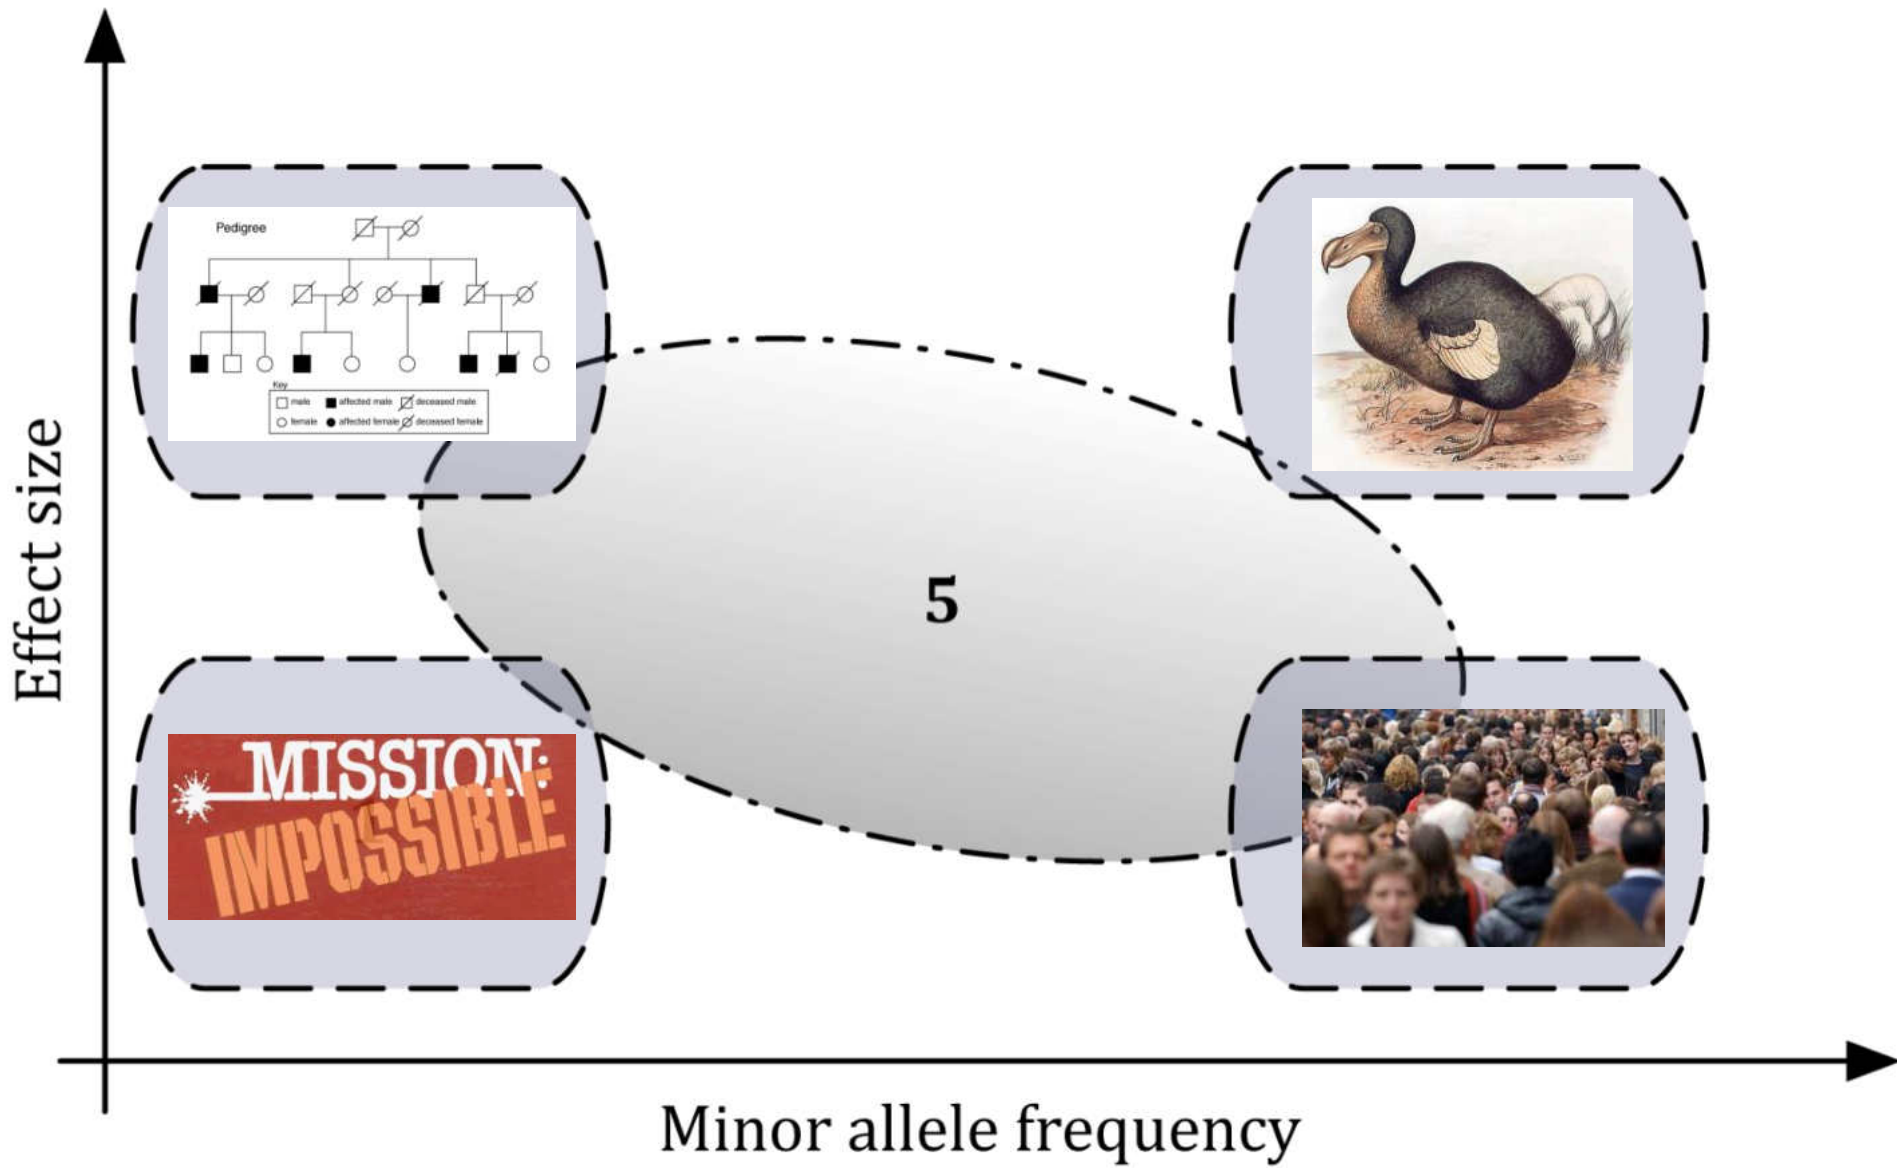 Effect size
Pedigree
Key
male
affected male
deceased male
female
affected female
deceased female
MISSION:
IMPOSSIBLE
5
Minor allele frequency